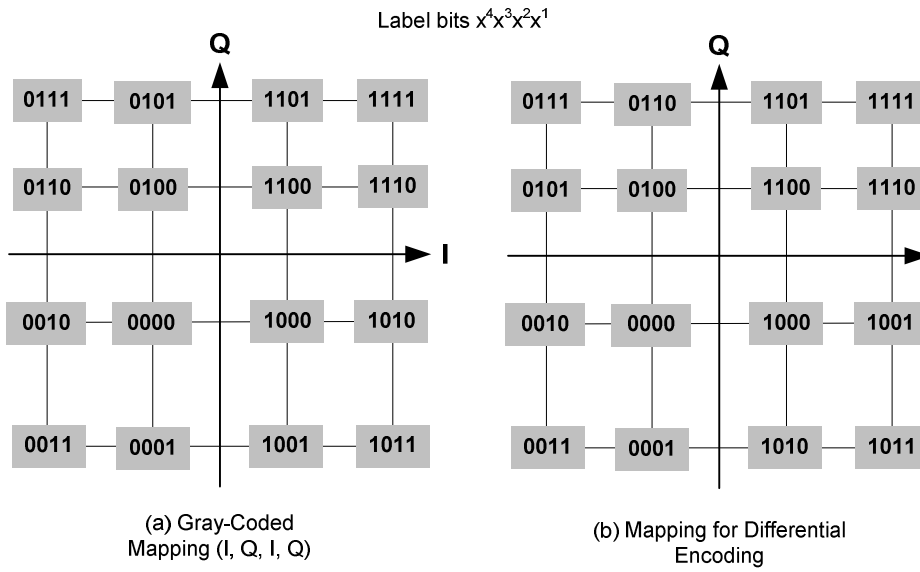 Label bits x⁴x³x²x¹
Q
Q
0111 0101 1101 1111
0111 0110 1101 1111
0110 0100 1100 1110
0101 0100 1100 1110
I
0010 0000 1000 1010
0010 0000 1000 1001
0011 0001 1001 1011
0011 0001 1010 1011
(a) Gray-Coded
Mapping (I, Q, I, Q)
(b) Mapping for Differential
Encoding